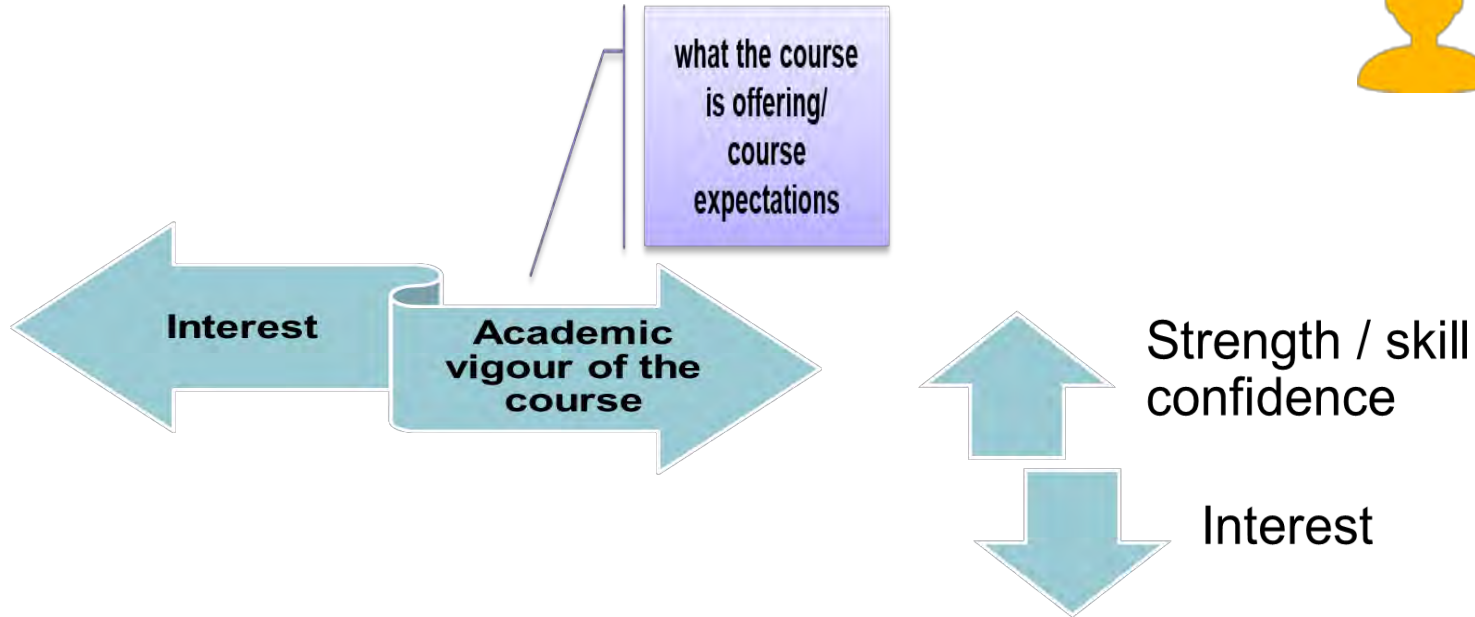 what the course
is offering/
course
expectations
Interest
Academic
vigour of the
course
Strength / skill
confidence
Interest